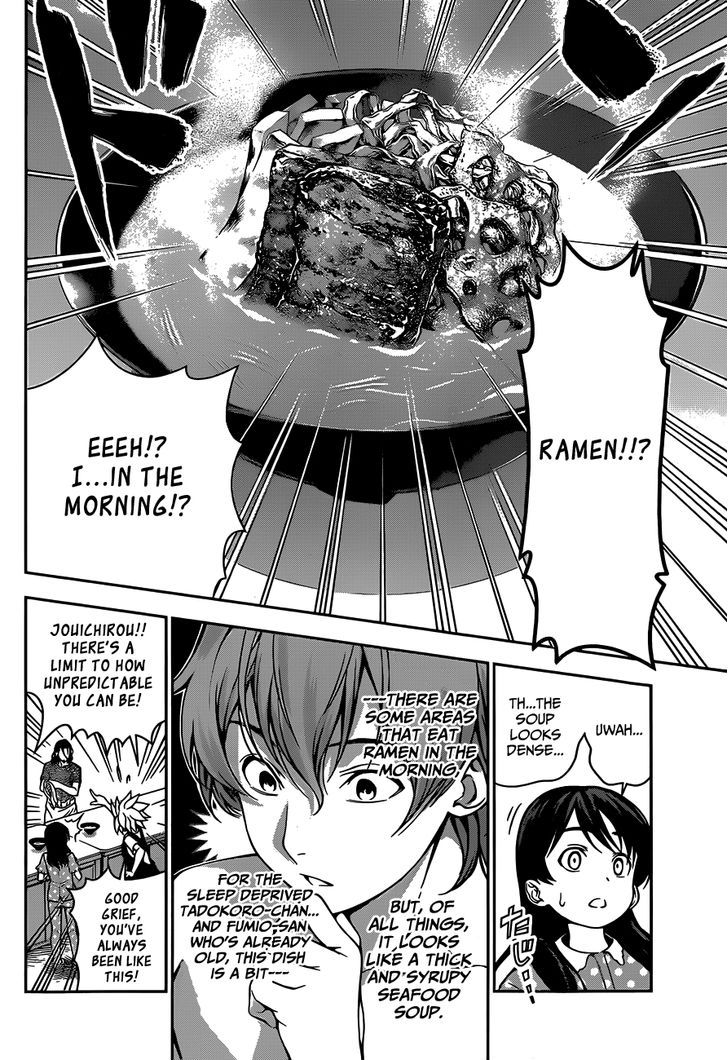 RAMEN!!?
EEEH!?
I...IN THE
MORNING!?
UWAH...
TH...THE
SOUP
LOOKS
DENSE...
たじ…
---THERE ARE
SOME AREAS
THAT EAT
RAMEN IN THE
MORNING,
BUT, OF
ALL THINGS,
IT LOOKS
LIKE A THICK
AND SYRUPY
SEAFOOD
SOUP.
FOR THE
SLEEP DEPRIVED
TADOKORO-CHAN...
AND FUMIO-SAN
WHO'S ALREADY
OLD, THIS DISH
IS A BIT---
JOUICHIROU!!
THERE'S A
LIMIT TO HOW
UNPREDICTABLE
YOU CAN BE!
GOOD
GRIEF,
YOU'VE
ALWAYS
BEEN LIKE
THIS!